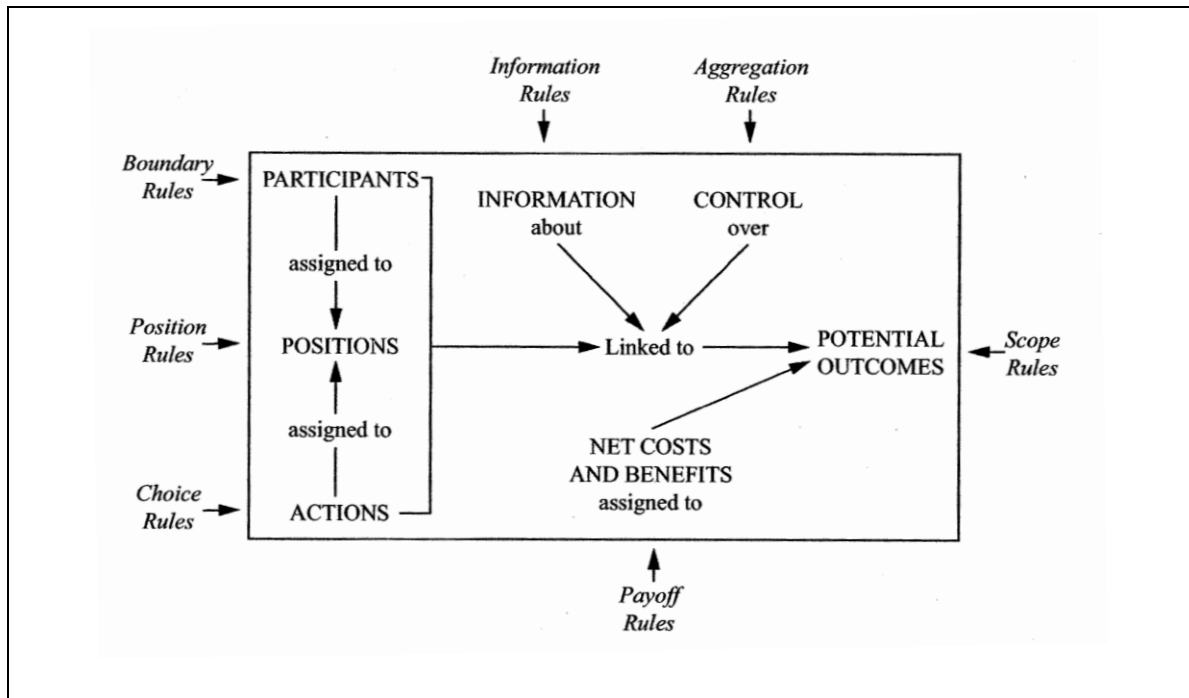 Information
Rules
Aggregation
Rules
Boundary
Rules
PARTICIPANTS
INFORMATION
about
CONTROL
over
assigned to
Position
Rules
POSITIONS
Linked to
POTENTIAL
OUTCOMES
Scope
Rules
assigned to
NET COSTS
AND BENEFITS
assigned to
Choice
Rules
ACTIONS
Payoff
Rules